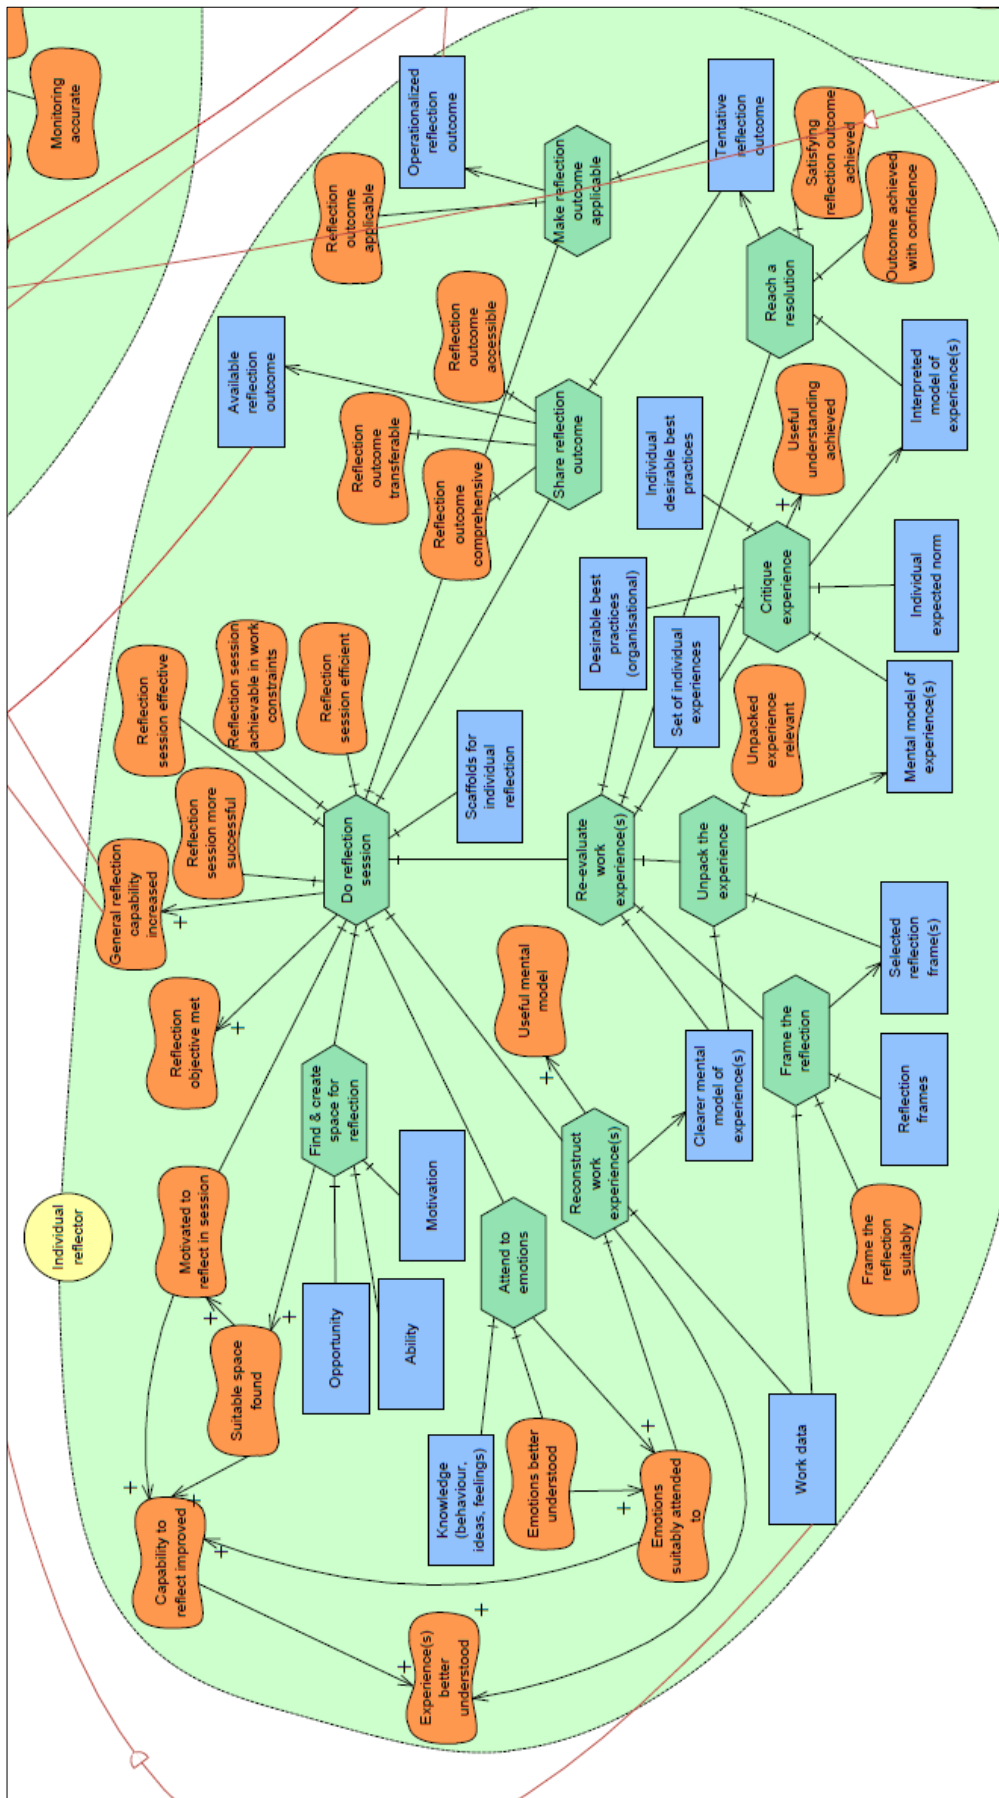 Individual
reflector
Capability to
reflect improved
Motivated to
reflect in session
Suitable space
found
Reflection
objective met
General reflection
capability
increased
Reflection
session more
successful
Reflection
session effective
Reflection session
achievable in work
constraints
Reflection
session efficient
Available
reflection
outcome
Monitoring
accurate
Reflection
outcome
applicable
Operationalized
reflection
outcome
Opportunity
Ability
Motivation
Find & create
space for
reflection
Do reflection
session
Scaffolds for
individual
reflection
Reflection
outcome
transferable
Reflection
outcome
comprehensive
Reflection
outcome
accessible
Share reflection
outcome
Make reflection
outcome
applicable
Experience(s)
better
understood
Knowledge
(behaviour,
ideas, feelings)
Emotions better
understood
Emotions
suitably attended
to
Attend to
emotions
Reconstruct
work
experience(s)
Useful mental
model
Re-evaluate
work
experience(s)
Desirable best
practices
(organisational)
Individual
desirable best
practices
Tentative
reflection
outcome
Clearer mental
model of
experience(s)
Unpack the
experience
Set of individual
experiences
Unpacked
experience
relevant
Critique
experience
Useful
understanding
achieved
Reach a
resolution
Satisfying
reflection outcome
achieved
Outcome achieved
with confidence
Work data
Frame the
reflection
suitably
Frame the
reflection
Reflection
frames
Selected
reflection
frame(s)
Mental model of
experience(s)
Individual
expected norm
Interpreted
model of
experience(s)